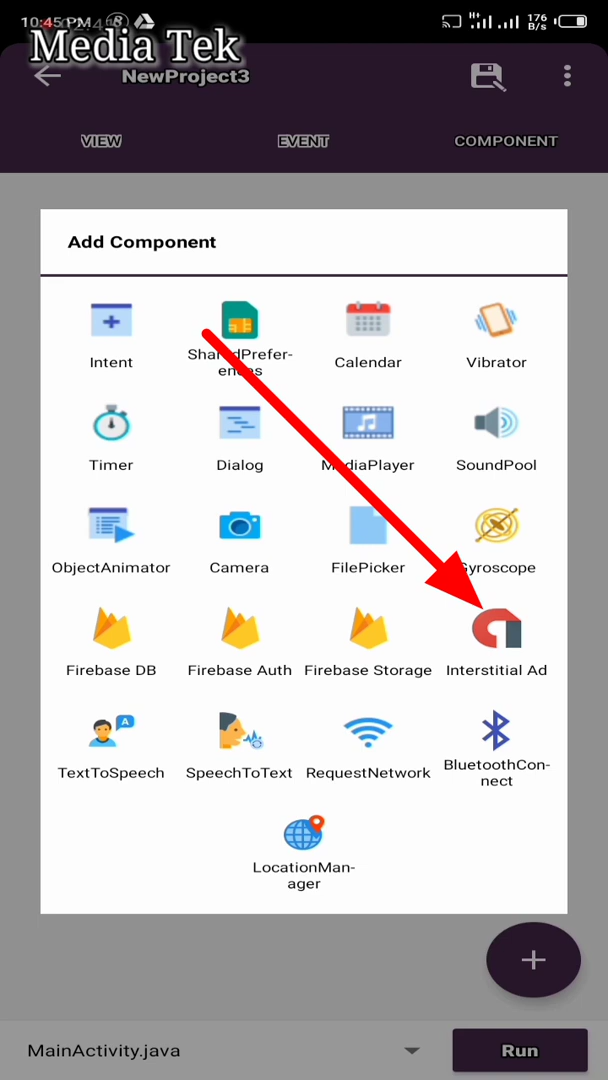 10:45 PM
176 B/s
Media Tek
NewProject3
VIEW EVENT COMPONENT
Add Component
Intent SharedPrefer-ences Calendar Vibrator
Timer Dialog MediaPlayer SoundPool
ObjectAnimator Camera FilePicker Gyroscope
Firebase DB Firebase Auth Firebase Storage Interstitial Ad
TextToSpeech SpeechToText RequestNetwork BluetoothCon-nect
LocationMan-
ager
MainActivity.java Run